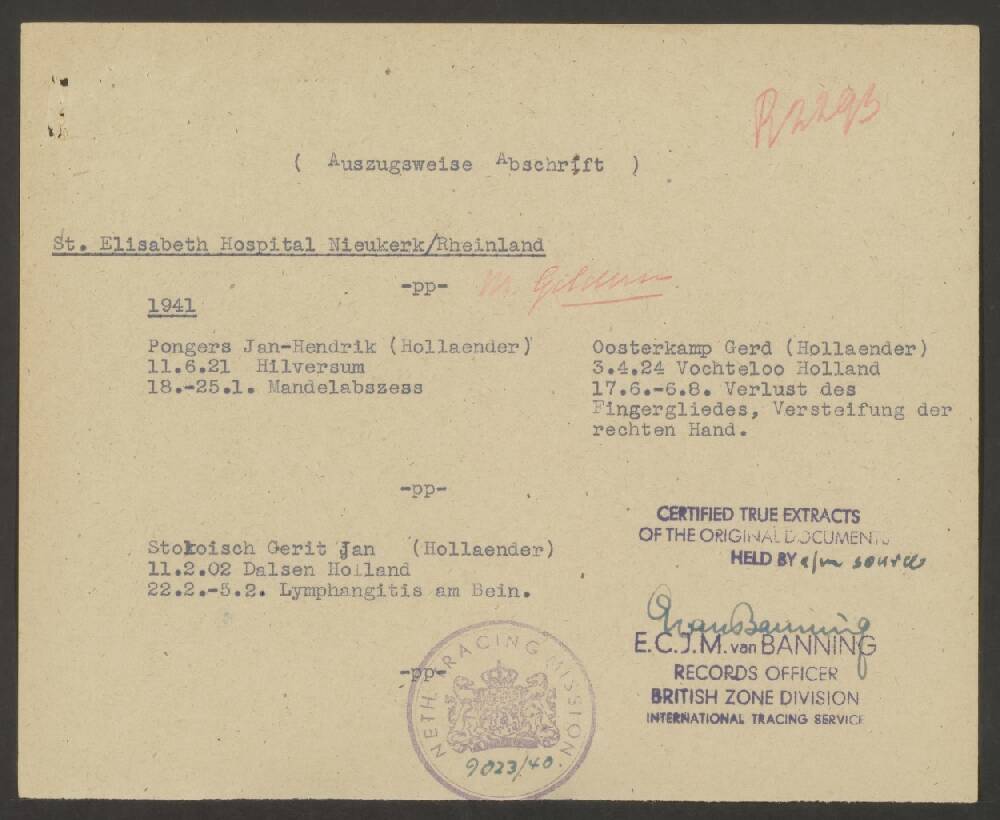 R2293
( Auszugsweise Abschrift )
St. Elisabeth Hospital Nieukerk/Rheinland
-pp-
1941
Pongers Jan-Hendrik (Hollaender)
11.6.21 Hilversum
18.-25.1. Mandelabszess
Oosterkamp Gerd (Hollaender)
3.4.24 Vochteloo Holland
17.6.-6.8. Verlust des
Fingergliedes, Versteifung der
rechten Hand.
-pp-
Stokoisch Gerit Jan (Hollaender)
11.2.02 Dalsen Holland
22.2.-5.2. Lymphangitis am Bein.
-pp-
CERTIFIED TRUE EXTRACTS
OF THE ORIGINAL DOCUMENTS
HELD BY a/m source
EvanBanning
E.C.J.M. van BANNING
RECORDS OFFICER
BRITISH ZONE DIVISION
INTERNATIONAL TRACING SERVICE
NETH. TRACING MISSION
9023/40.